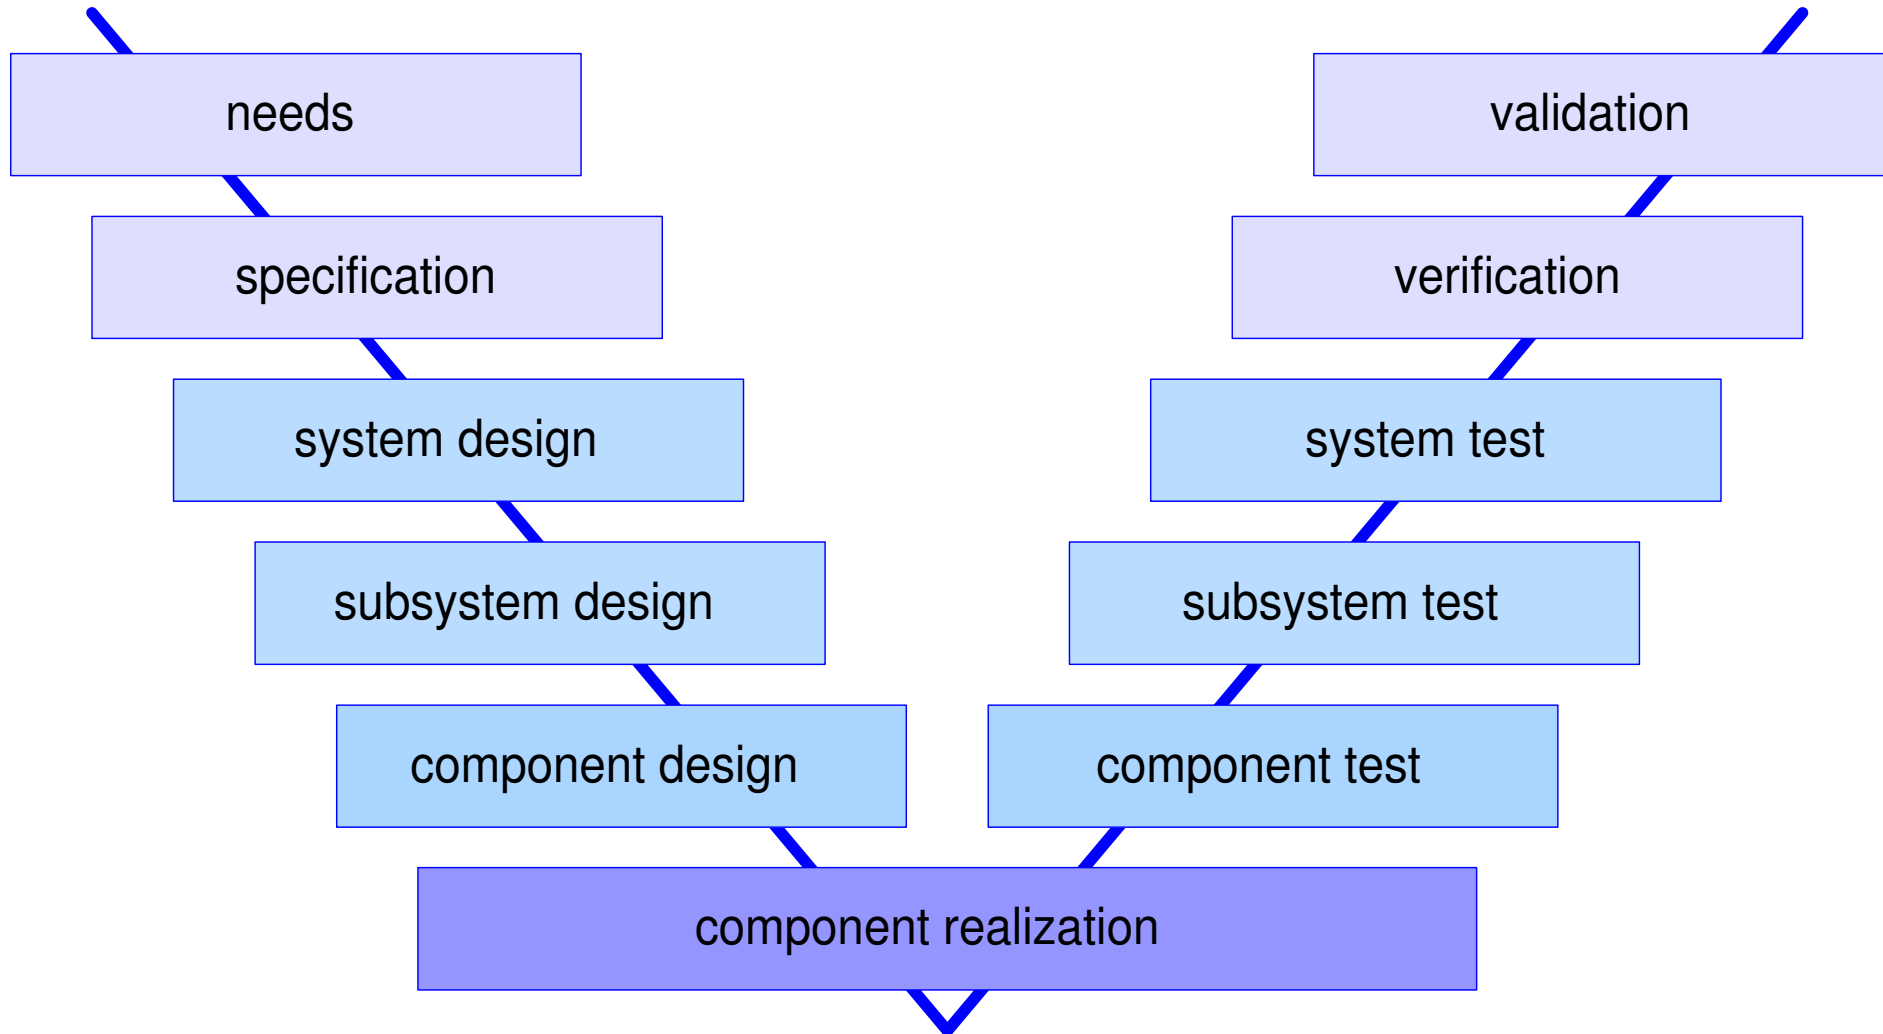 needs
validation
specification
verification
system design
system test
subsystem design
subsystem test
component design
component test
component realization